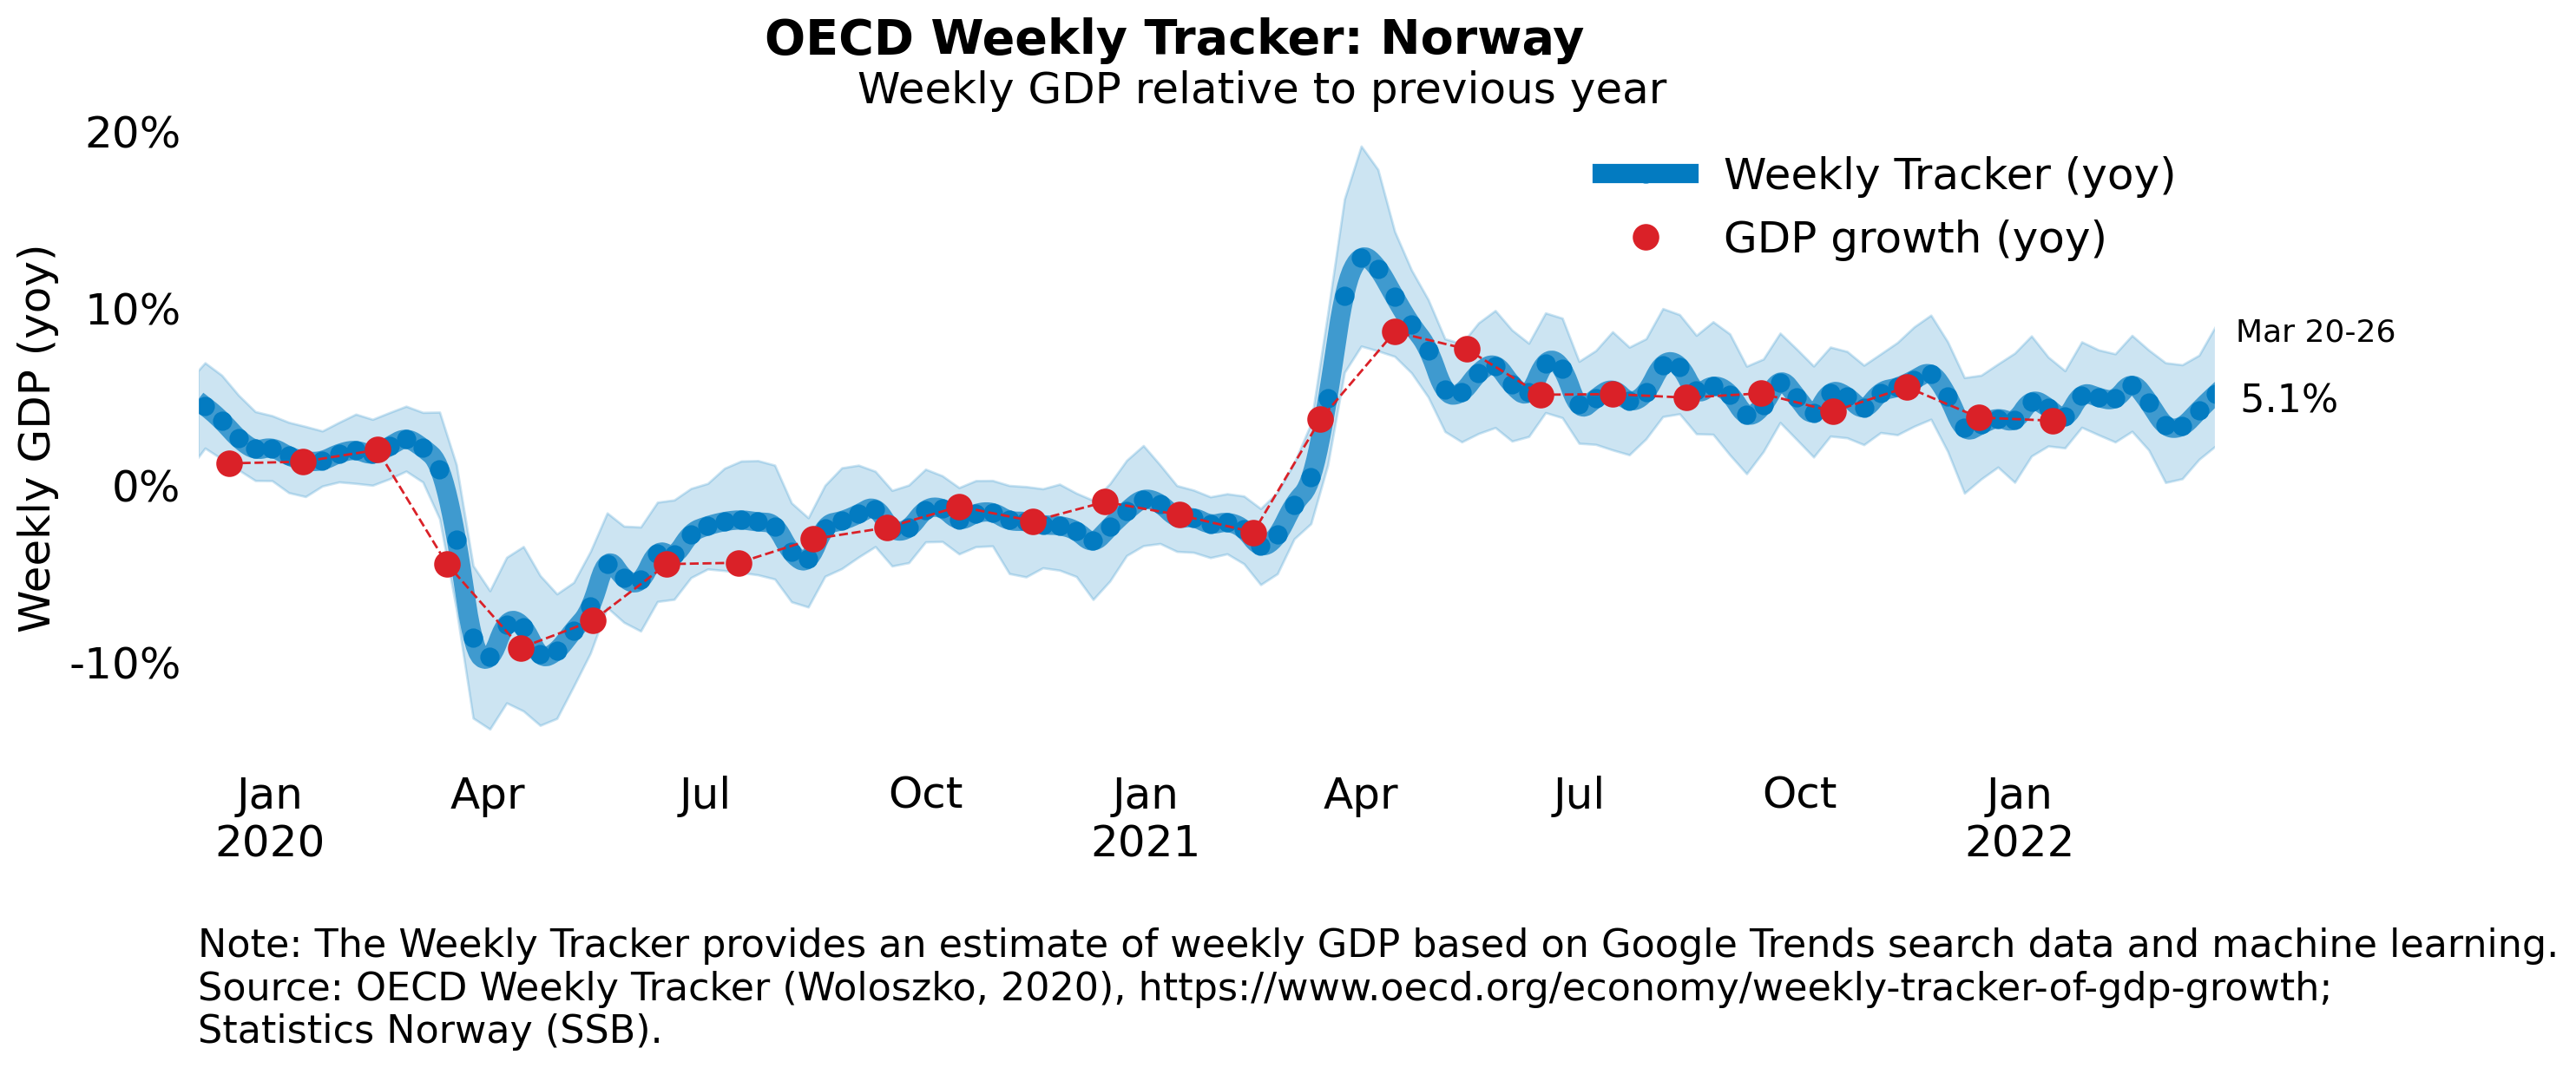 OECD Weekly Tracker: Norway
Weekly GDP relative to previous year
Weekly GDP (yoy)
20%
10%
0%
-10%
Weekly Tracker (yoy)
GDP growth (yoy)
Mar 20-26
5.1%
Jan Apr Jul Oct Jan Apr Jul Oct Jan
2020 2021 2022
Note: The Weekly Tracker provides an estimate of weekly GDP based on Google Trends search data and machine learning.
Source: OECD Weekly Tracker (Woloszko, 2020), https://www.oecd.org/economy/weekly-tracker-of-gdp-growth;
Statistics Norway (SSB).